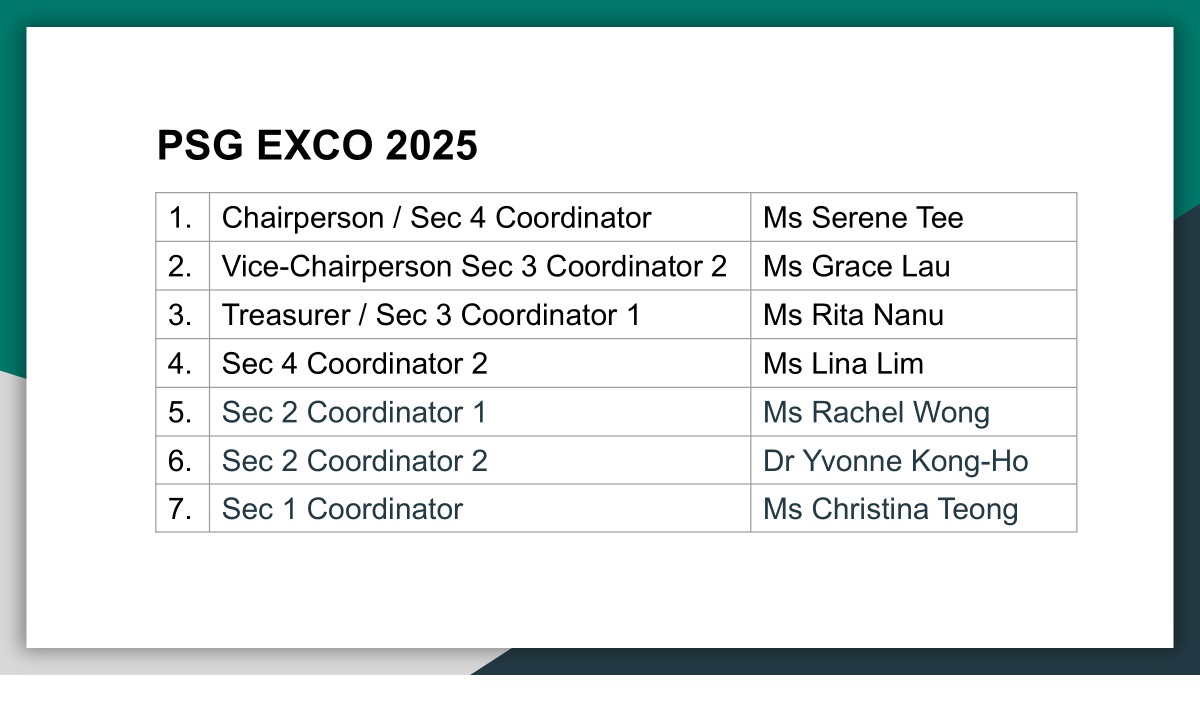 PSG EXCO 2025
1. Chairperson / Sec 4 Coordinator Ms Serene Tee
2. Vice-Chairperson Sec 3 Coordinator 2 Ms Grace Lau
3. Treasurer / Sec 3 Coordinator 1 Ms Rita Nanu
4. Sec 4 Coordinator 2 Ms Lina Lim
5. Sec 2 Coordinator 1 Ms Rachel Wong
6. Sec 2 Coordinator 2 Dr Yvonne Kong-Ho
7. Sec 1 Coordinator Ms Christina Teong